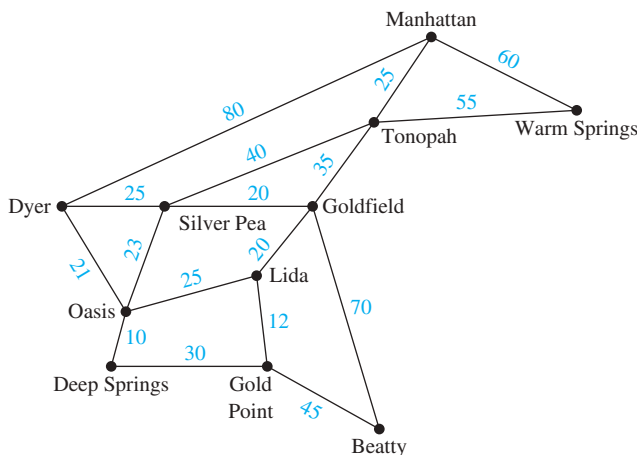 Manhattan
60
25
80
55
Warm Springs
Tonopah
40
35
25
20
Dyer
Silver Pea
Goldfield
23
20
21
25
Lida
Oasis
70
10
12
30
Deep Springs
Gold
Point
45
Beatty